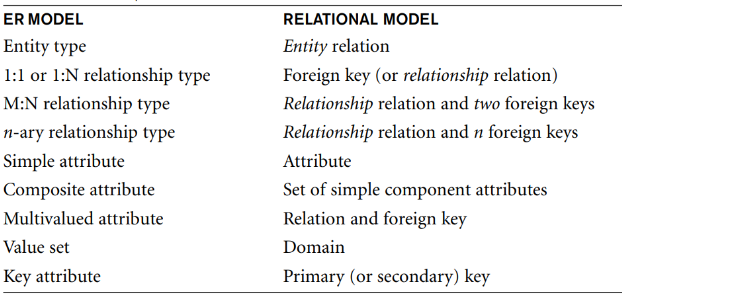 ER MODEL RELATIONAL MODEL
Entity type Entity relation
1:1 or 1:N relationship type Foreign key (or relationship relation)
M:N relationship type Relationship relation and two foreign keys
n-ary relationship type Relationship relation and n foreign keys
Simple attribute Attribute
Composite attribute Set of simple component attributes
Multivalued attribute Relation and foreign key
Value set Domain
Key attribute Primary (or secondary) key